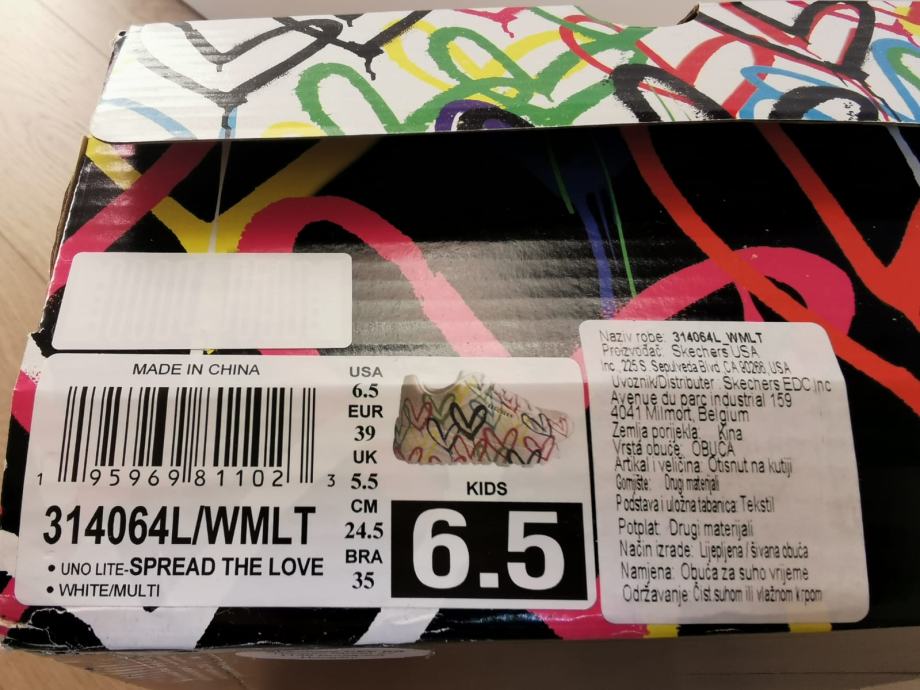 MADE IN CHINA
1 95969 81102 3
314064L/WMLT
• UNO LITE-SPREAD THE LOVE
• WHITE/MULTI
USA
6.5
EUR
39
UK
5.5
CM
24.5
BRA
35
KIDS
6.5
Naziv robe: 314064L_WMLT
Proizvođač: Skechers USA
Inc, 225 S. Sepulveda Blvd, CA 90266, USA
Uvoznik/Distributer: Skechers EDC Inc
Avenue du parc industrial 159
4041 Milmort, Belgium
Zemlja porijekla: Kina
Vrsta obuće: OBUĆA
Artikal i veličina: Otisnut na kutiji
Gornjište: Drugi materijali
Podstava i uložna tabanica: Tekstil
Potplat: Drugi materijali
Način izrade: Lijepljena / šivana obuća
Namjena: Obuća za suho vrijeme
Održavanje: Čist suhom ili vlažnom krpom